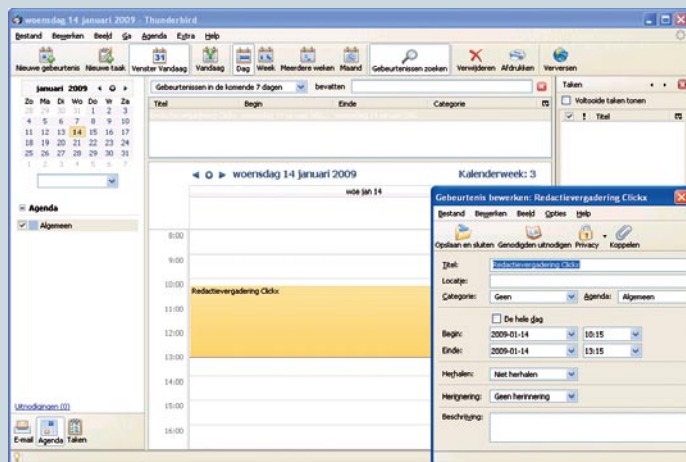 woensdag 14 januari 2009 - Thunderbird
Bestand Bewerken Beeld Ga Agenda Extra Help
Nieuwe gebeurtenis Nieuwe taak Venster Vandaag Vandaag Dag Week Meerdere weken Maand Gebeurtenissen zoeken Verwijderen Afdrukken Verversen
31
januari 2009
Zo Ma Di Wo Do Vr Za
28 29 30 31 1 2 3
4 5 6 7 8 9 10
11 12 13 14 15 16 17
18 19 20 21 22 23 24
25 26 27 28 29 30 31
1 2 3 4 5 6 7
Agenda
Algemeen
Uitnodigingen (0)
E-mail Agenda Taken
Gebeurtenissen in de komende 7 dagen bevatten
Titel Begin Einde Categorie
woensdag 14 januari 2009 Kalenderweek: 3
woe jan 14
8:00
9:00
10:00
Redactievergadering Clickx
11:00
12:00
13:00
14:00
15:00
16:00
Taken
Voltooide taken tonen
! Titel
Gebeurtenis bewerken: Redactievergadering Clickx
Bestand Bewerken Beeld Opties Help
Opslaan en sluiten Genodigden uitnodigen Privacy Koppelen
Titel: Redactievergadering Clickx
Locatie:
Categorie: Geen Agenda: Algemeen
De hele dag
Begin: 2009-01-14 10:15
Einde: 2009-01-14 13:15
Herhalen: Niet herhalen
Herinnering: Geen herinnering
Beschrijving: